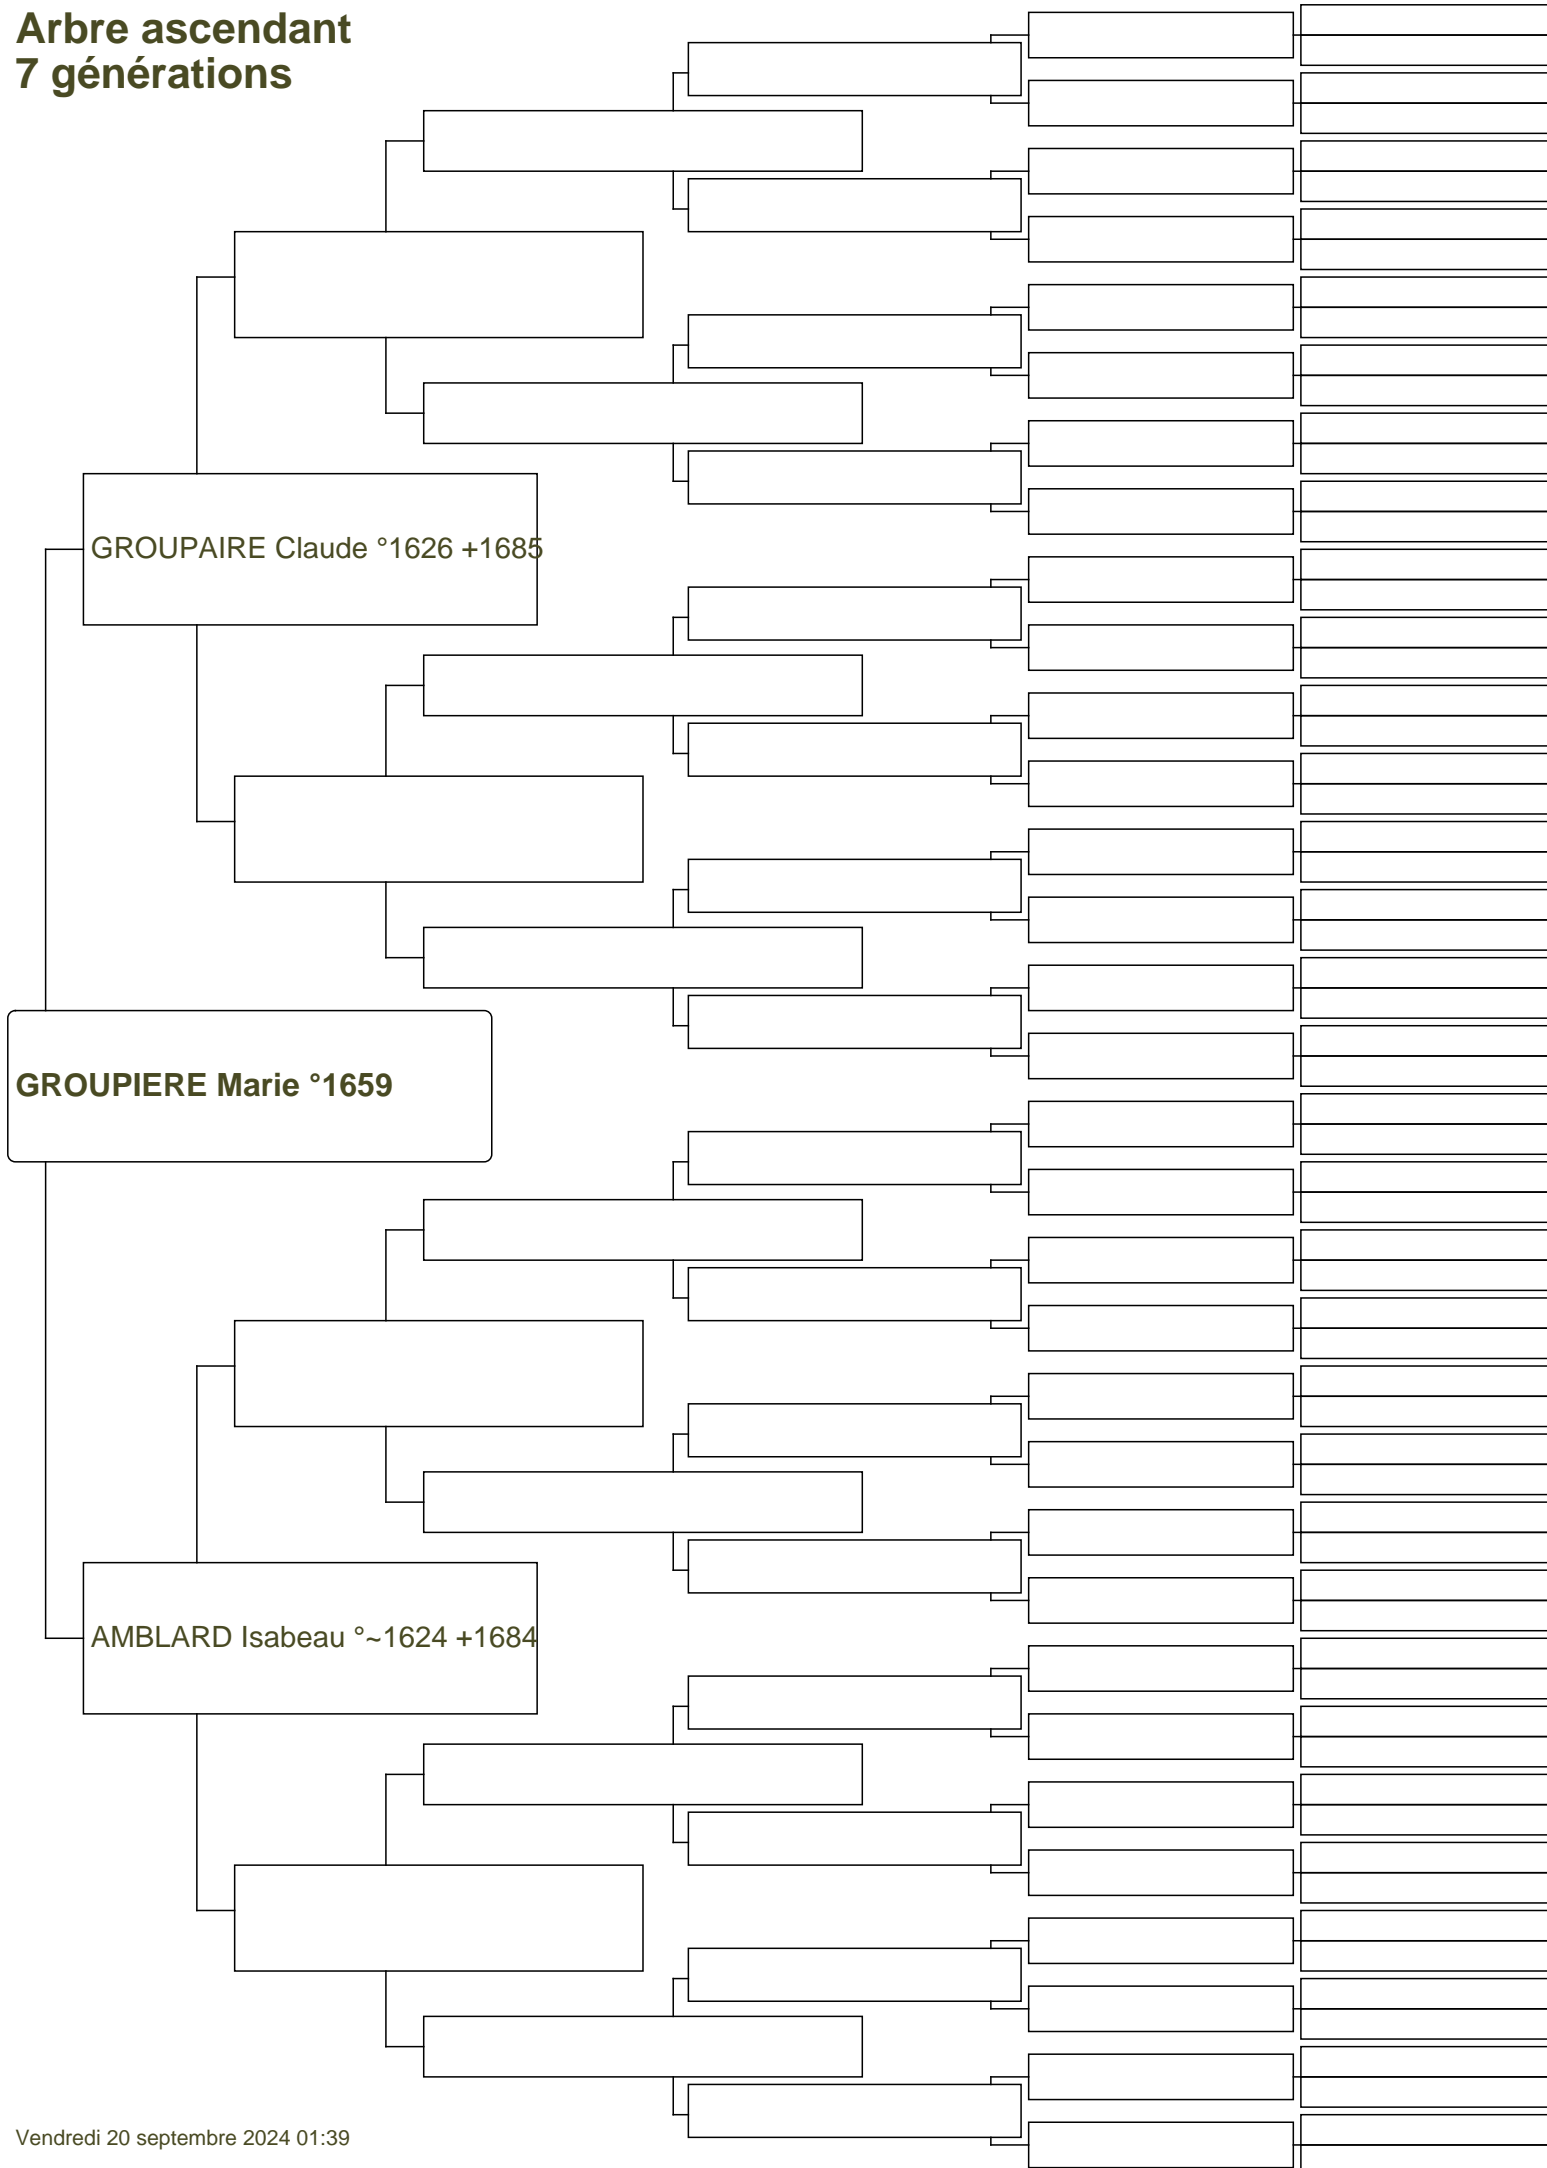 Arbre ascendant
7 générations
GROUPAIRE Claude °1626 +1685
GROUPIERE Marie °1659
AMBLARD Isabeau °~1624 +1684
Vendredi 20 septembre 2024 01:39